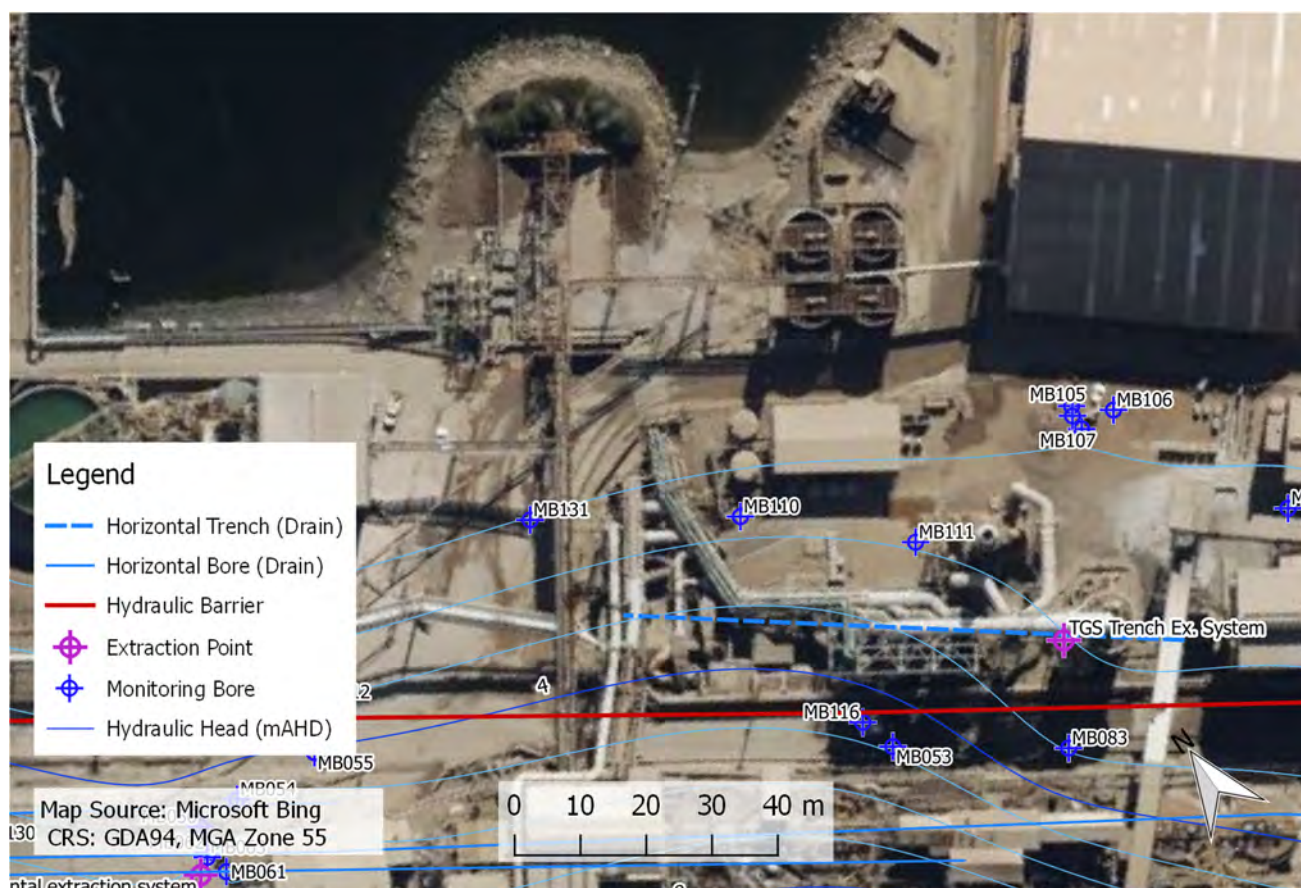 MB105
MB106
MB107
MB131
MB110
MB111
Legend
Horizontal Trench (Drain)
Horizontal Bore (Drain)
Hydraulic Barrier
Extraction Point
Monitoring Bore
Hydraulic Head (mAHD)
TGS Trench Ex. System
4
MB116
MB053
MB083
MB055
MB054
N
Map Source: Microsoft Bing
CRS: GDA94, MGA Zone 55
0 10 20 30 40 m
MB061
extraction system